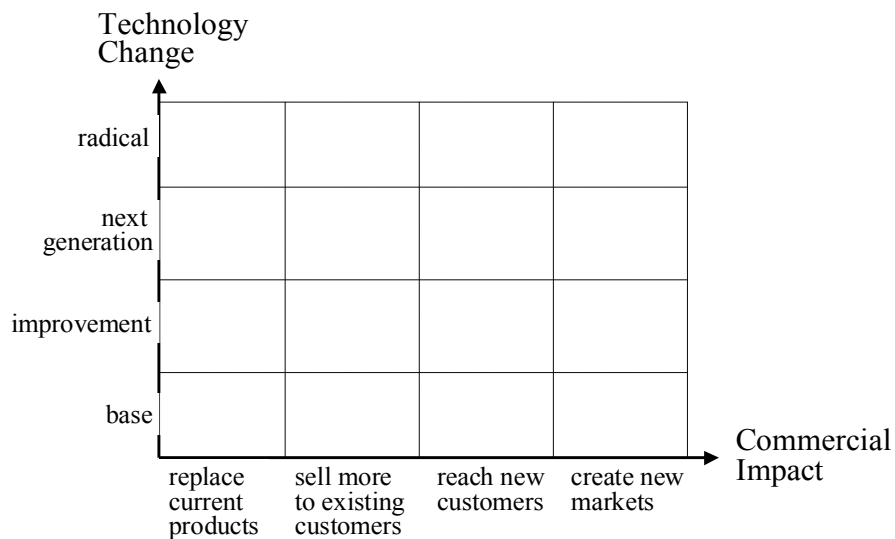 Technology
Change
radical
next
generation
improvement
base
Commercial
Impact
replace
current
products
sell more
to existing
customers
reach new
customers
create new
markets